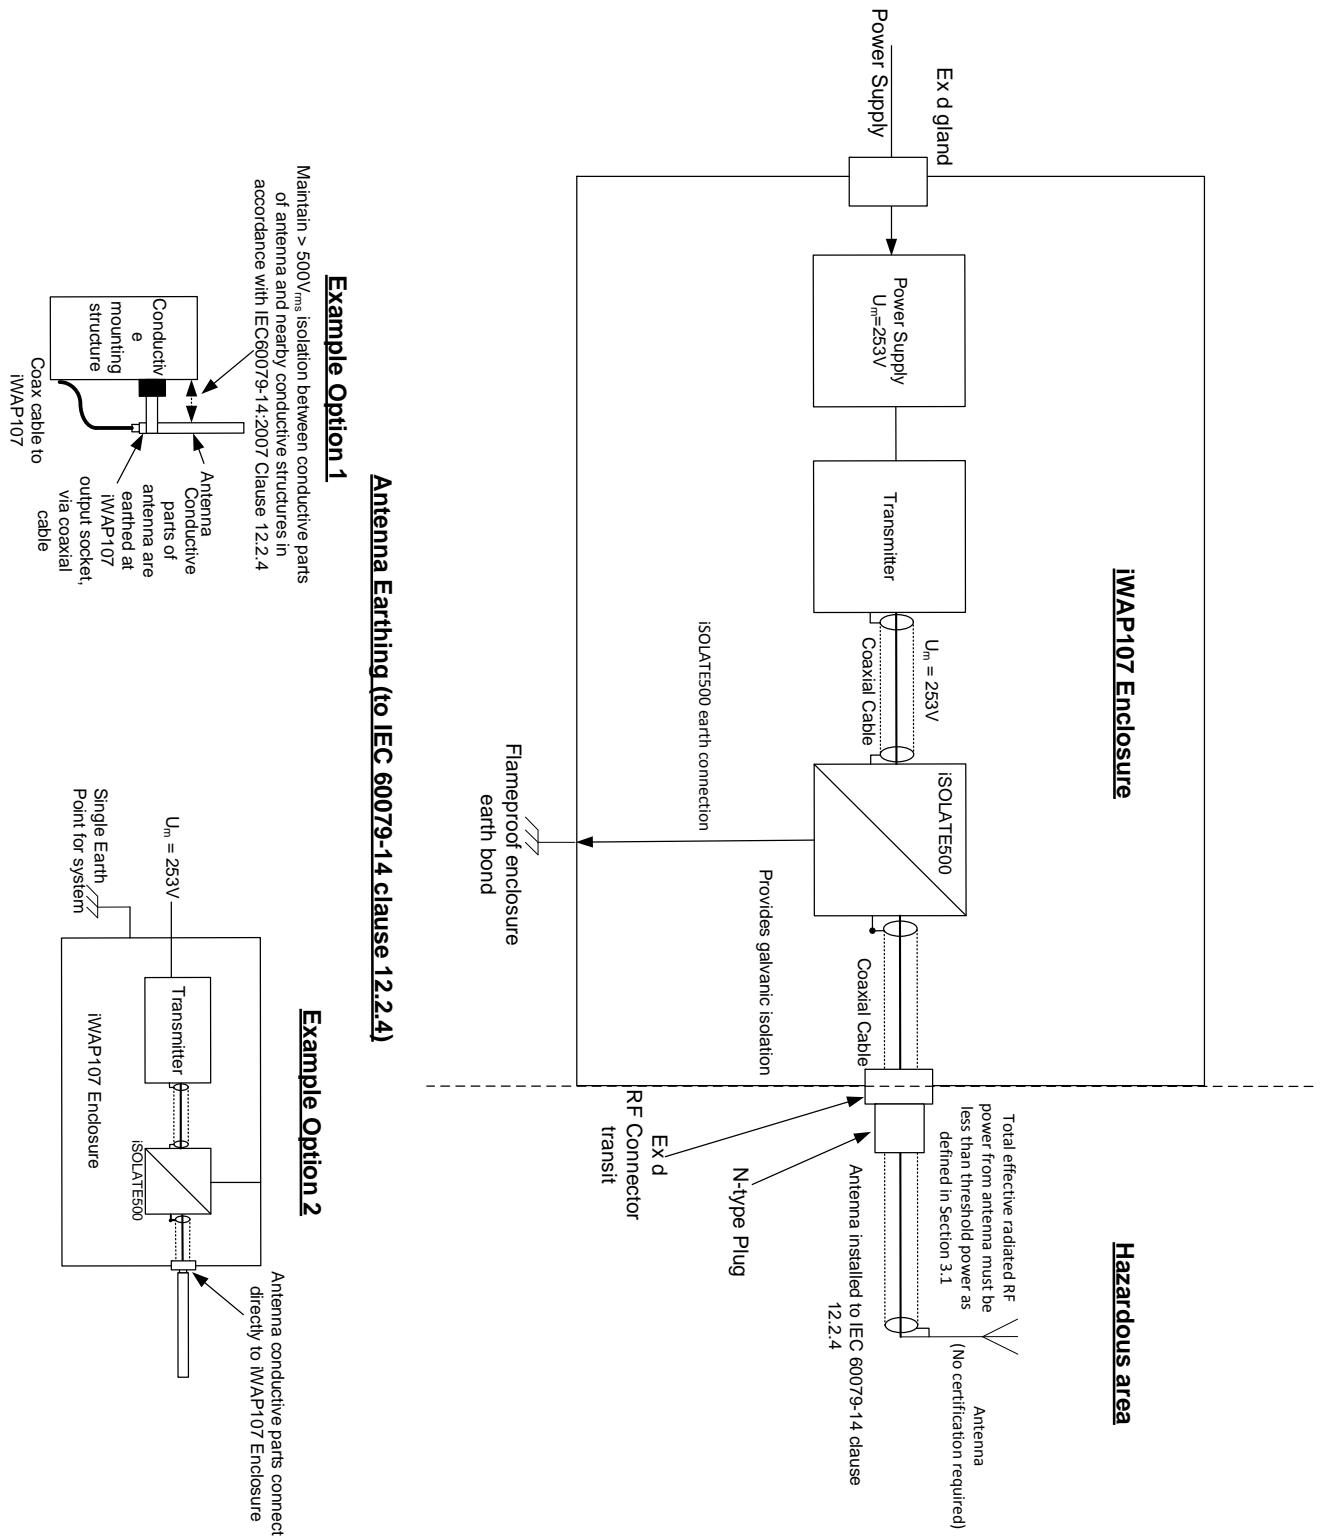 iWAP107 Enclosure
Hazardous area
Ex d gland
Power Supply
Power Supply
Um=253V
Transmitter
Um = 253V
Coaxial Cable
iSOLATE500
iSOLATE500 earth connection
Flameproof enclosure
earth bond
Provides galvanic isolation
Coaxial Cable
Ex d
RF Connector
transit
N-type Plug
Total effective radiated RF
power from antenna must be
less than threshold power as
defined in Section 3.1
Antenna
(No certification required)
Antenna installed to IEC 60079-14 clause
12.2.4
Antenna Earthing (to IEC 60079-14 clause 12.2.4)
Example Option 1
Maintain > 500Vrms isolation between conductive parts
of antenna and nearby conductive structures in
accordance with IEC60079-14:2007 Clause 12.2.4
Conductiv
e
mounting
structure
Antenna
Conductive
parts of
antenna are
earthed at
iWAP107
output socket,
via coaxial
cable
Coax cable to
iWAP107
Example Option 2
Um = 253V
Single Earth
Point for system
Transmitter
iSOLATE500
iWAP107 Enclosure
Antenna conductive parts connect
directly to iWAP107 Enclosure